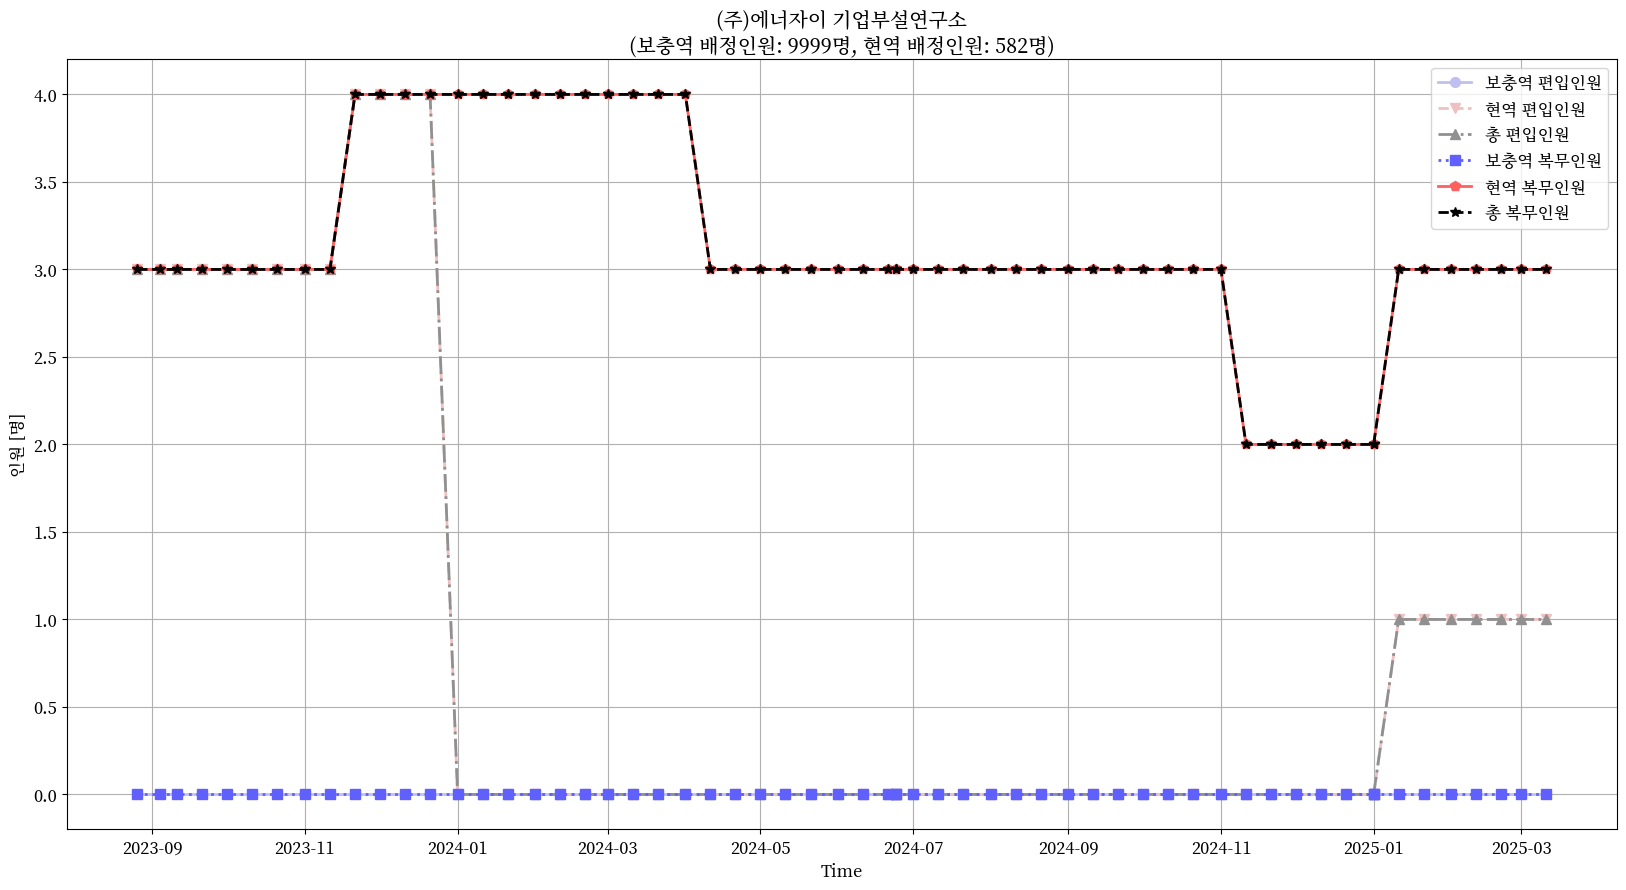 (주)에너자이 기업부설연구소
(보충역 배정인원: 9999명, 현역 배정인원: 582명)
보충역 편입인원
현역 편입인원
총 편입인원
보충역 복무인원
현역 복무인원
총 복무인원
4.0
3.5
3.0
2.5
2.0
1.5
1.0
0.5
0.0
인원 [명]
2023-09 2023-11 2024-01 2024-03 2024-05 2024-07 2024-09 2024-11 2025-01 2025-03
Time